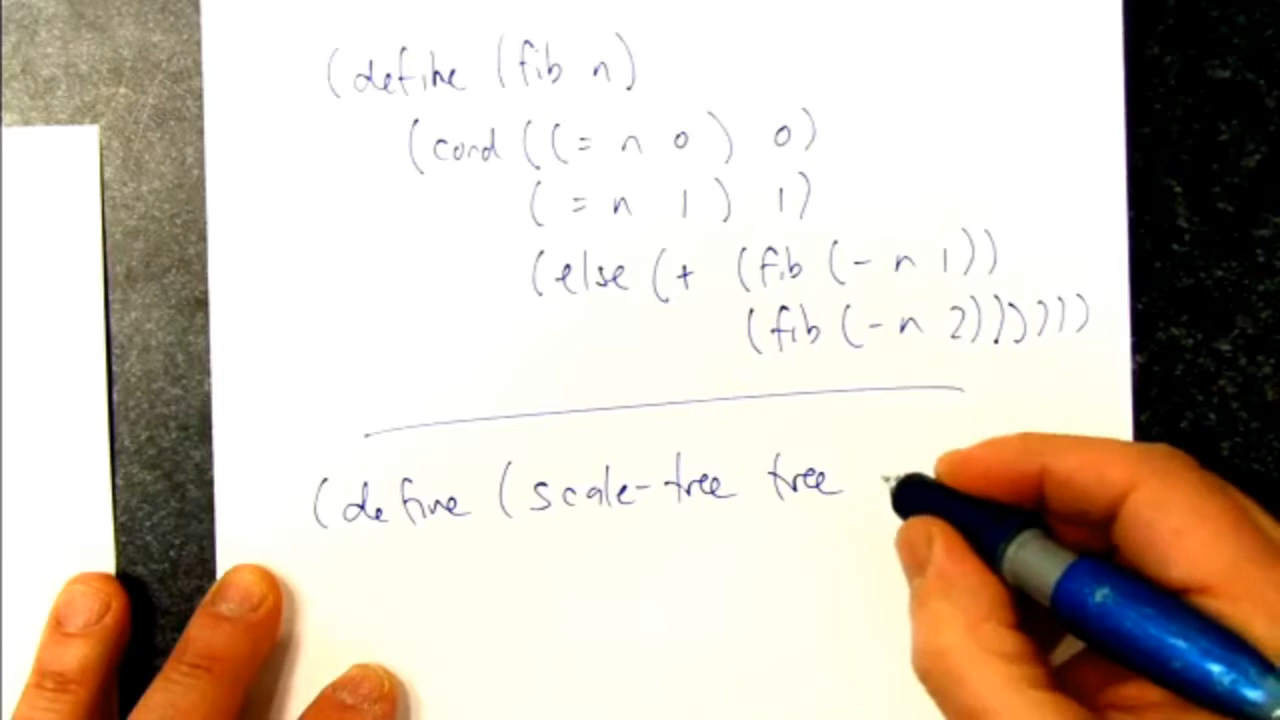 (define (fib n)
(cond ((= n 0) 0)
(= n 1) 1)
(else (+ (fib (- n 1))
(fib (- n 2)))))))
(define (scale-tree tree